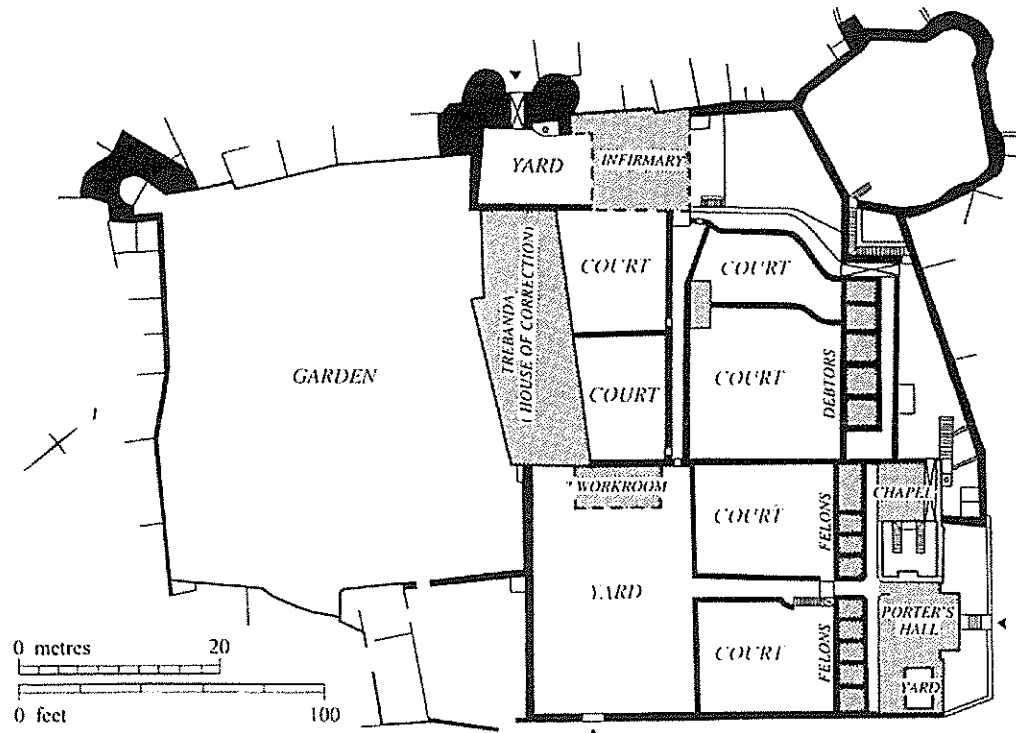 YARD
INFIRMARY
TREBANDA
( HOUSE OF CORRECTION)
COURT
COURT
COURT
COURT
GARDEN
DEBTORS
? WORKROOM
COURT
FELONS
CHAPEL
YARD
PORTER'S
HALL
COURT
FELONS
YARD
0 metres 20
0 feet 100